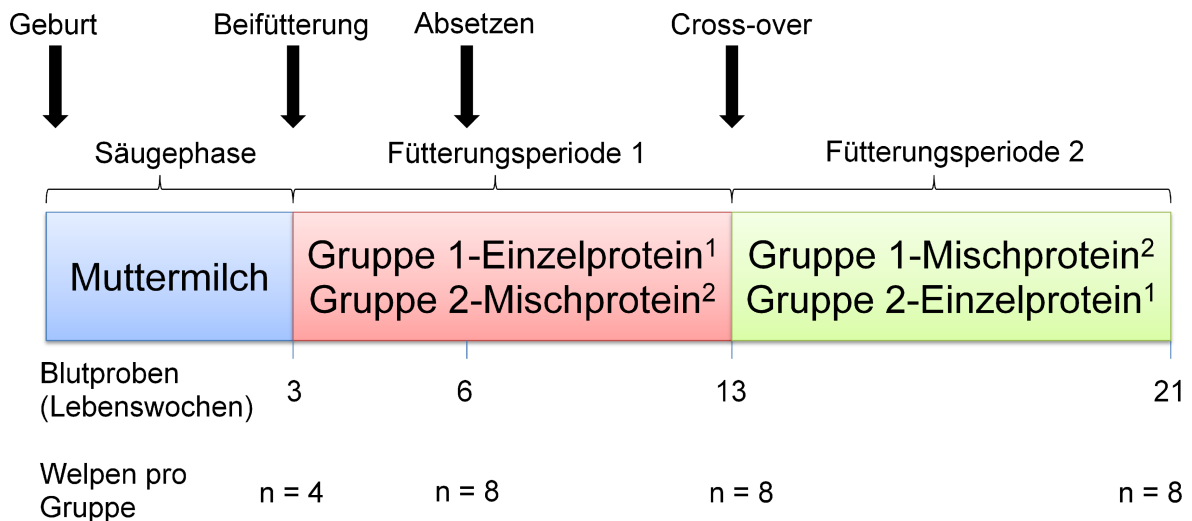 Geburt Beifütterung Absetzen Cross-over
Säugephase Fütterungsperiode 1 Fütterungsperiode 2
Muttermilch
Gruppe 1-Einzelprotein¹
Gruppe 2-Mischprotein²
Gruppe 1-Mischprotein²
Gruppe 2-Einzelprotein¹
Blutproben
(Lebenswochen) 3 6 13 21
Welpen pro
Gruppe n = 4 n = 8 n = 8 n = 8